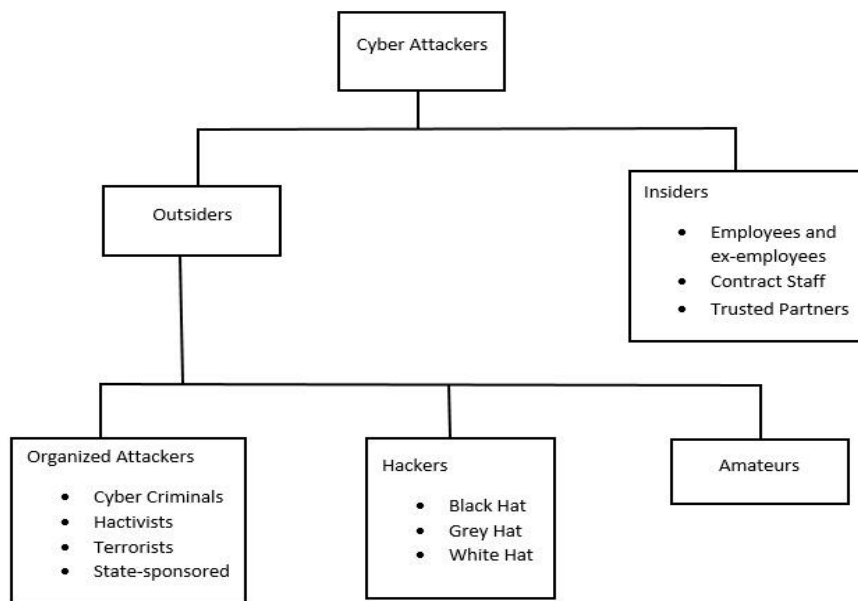 Cyber Attackers
Outsiders
Insiders
• Employees and
ex-employees
• Contract Staff
• Trusted Partners
Organized Attackers
• Cyber Criminals
• Hactivists
• Terrorists
• State-sponsored
Hackers
• Black Hat
• Grey Hat
• White Hat
Amateurs